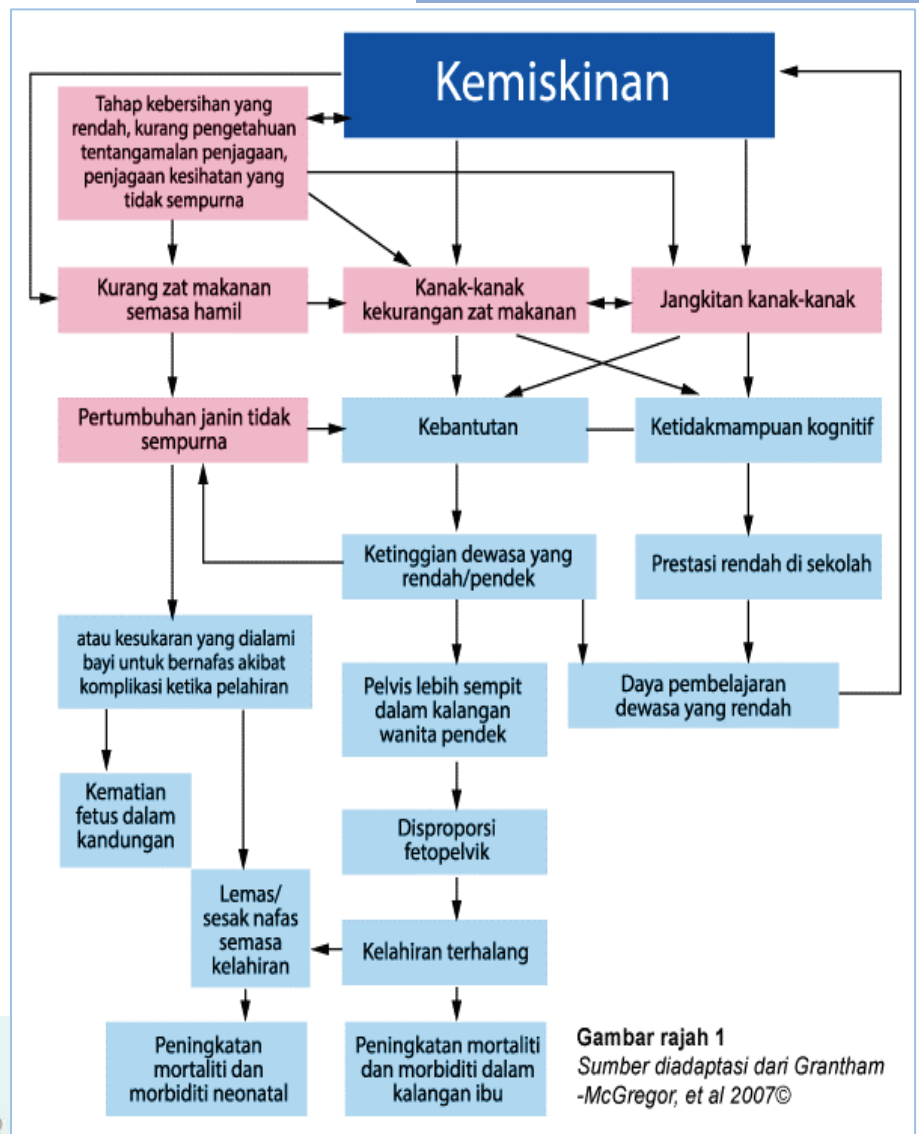 Kemiskinan
Tahap kebersihan yang
rendah, kurang pengetahuan
tentangamalan penjagaan,
penjagaan kesihatan yang
tidak sempurna
Kurang zat makanan
semasa hamil
Kanak-kanak
kekurangan zat makanan
Jangkitan kanak-kanak
Pertumbuhan janin tidak
sempurna
Kebantutan
Ketidakmampuan kognitif
Ketinggian dewasa yang
rendah/pendek
Prestasi rendah di sekolah
atau kesukaran yang dialami
bayi untuk bernafas akibat
komplikasi ketika pelahiran
Pelvis lebih sempit
dalam kalangan
wanita pendek
Daya pembelajaran
dewasa yang rendah
Kematian
fetus dalam
kandungan
Disproporsi
fetopelvik
Lemas/
sesak nafas
semasa
kelahiran
Kelahiran terhalang
Peningkatan
mortaliti dan
morbiditi neonatal
Peningkatan mortaliti
dan morbiditi dalam
kalangan ibu
Gambar rajah 1
Sumber diadaptasi dari Grantham
-McGregor, et al 2007©